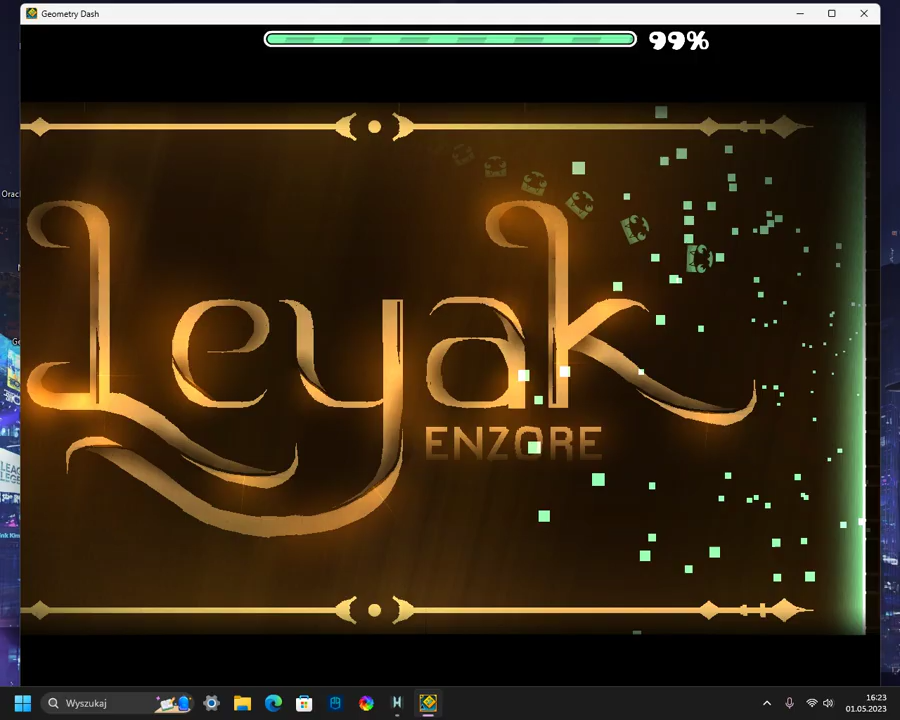 Geometry Dash
99%
Leyak
ENZORE
Wyszukaj
16:23
01.05.2023